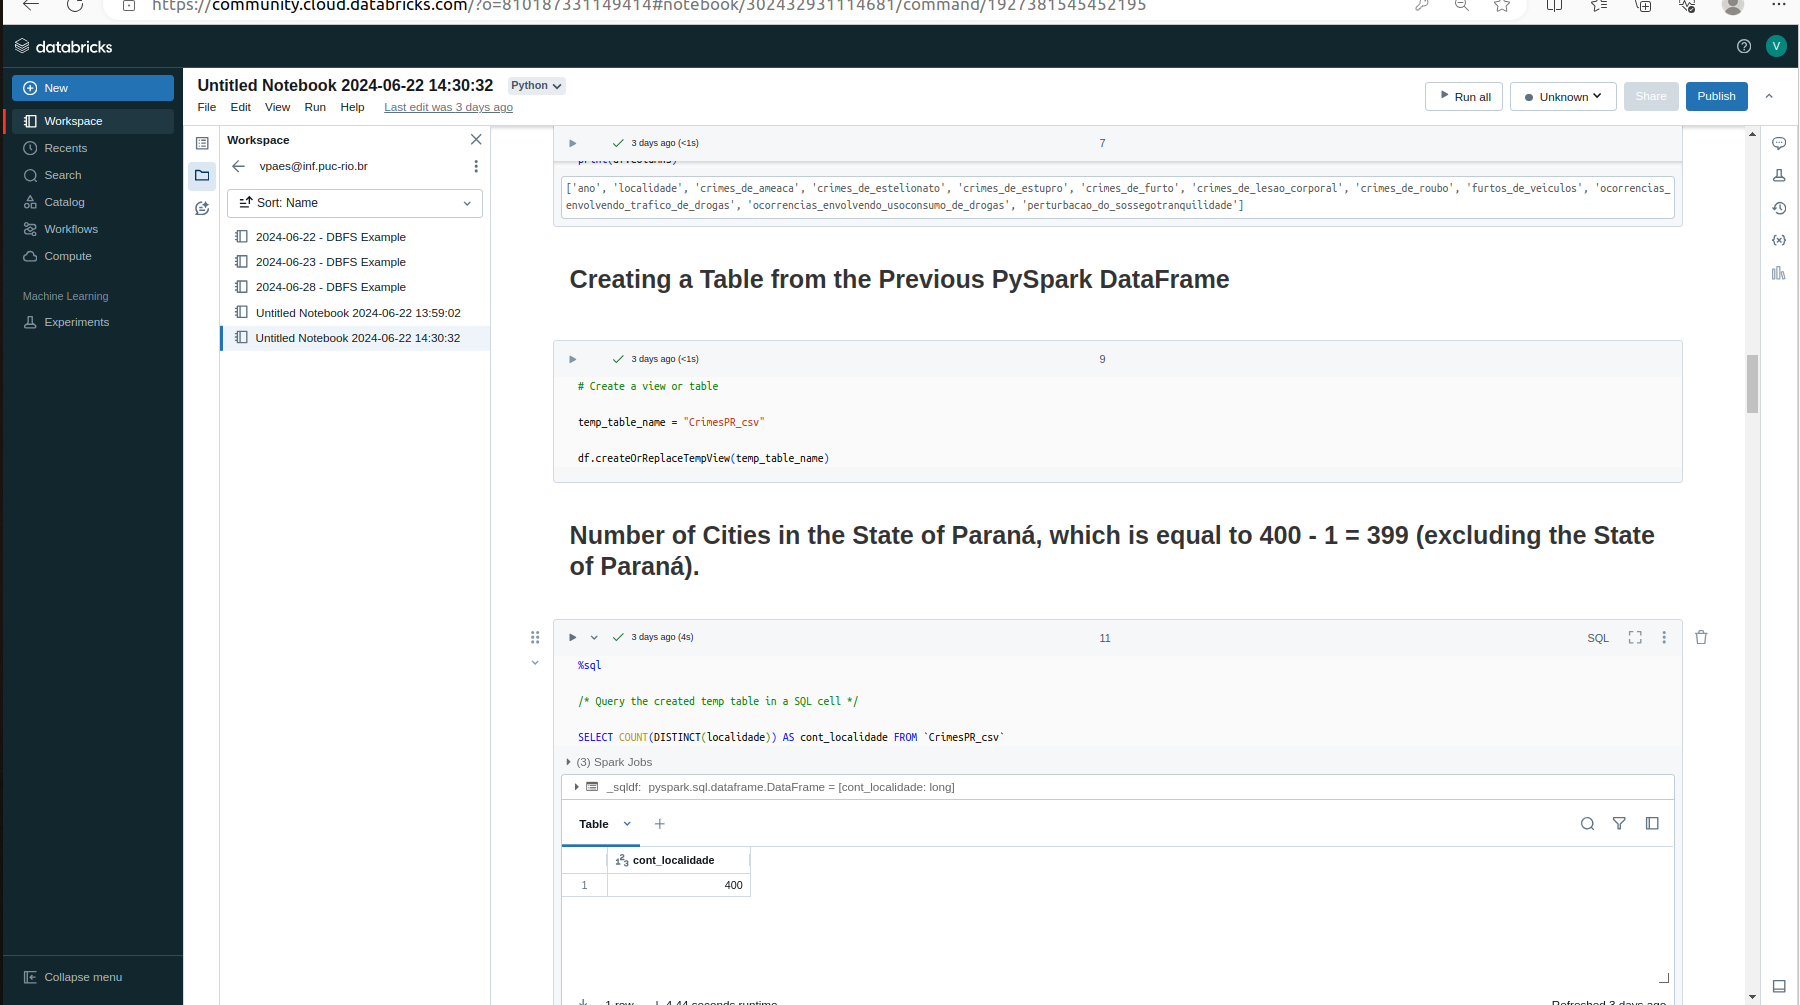 https://community.cloud.databricks.com/?o=810187331149414#notebook/302432931114681/command/1927381545452195
databricks
V
New
Workspace
Recents
Search
Catalog
Workflows
Compute
Machine Learning
Experiments
Collapse menu
Untitled Notebook 2024-06-22 14:30:32 Python
File Edit View Run Help Last edit was 3 days ago
Run all Unknown Share Publish
Workspace
vpaes@inf.puc-rio.br
Sort: Name
2024-06-22 - DBFS Example
2024-06-23 - DBFS Example
2024-06-28 - DBFS Example
Untitled Notebook 2024-06-22 13:59:02
Untitled Notebook 2024-06-22 14:30:32
3 days ago (<1s) 7
print(df.columns)
['ano', 'localidade', 'crimes_de_ameaca', 'crimes_de_estelionato', 'crimes_de_estupro', 'crimes_de_furto', 'crimes_de_lesao_corporal', 'crimes_de_roubo', 'furtos_de_veiculos', 'ocorrencias_
envolvendo_trafico_de_drogas', 'ocorrencias_envolvendo_usoconsumo_de_drogas', 'perturbacao_do_sossegotranquilidade']
Creating a Table from the Previous PySpark DataFrame
3 days ago (<1s) 9
# Create a view or table
temp_table_name = "CrimesPR_csv"
df.createOrReplaceTempView(temp_table_name)
Number of Cities in the State of Paraná, which is equal to 400 - 1 = 399 (excluding the State
of Paraná).
3 days ago (4s) 11 SQL
%sql
/* Query the created temp table in a SQL cell */
SELECT COUNT(DISTINCT(localidade)) AS cont_localidade FROM `CrimesPR_csv`
(3) Spark Jobs
_sqldf: pyspark.sql.dataframe.DataFrame = [cont_localidade: long]
Table +
123 cont_localidade
1 400
1 row | 4.44 seconds runtime Refreshed 3 days ago